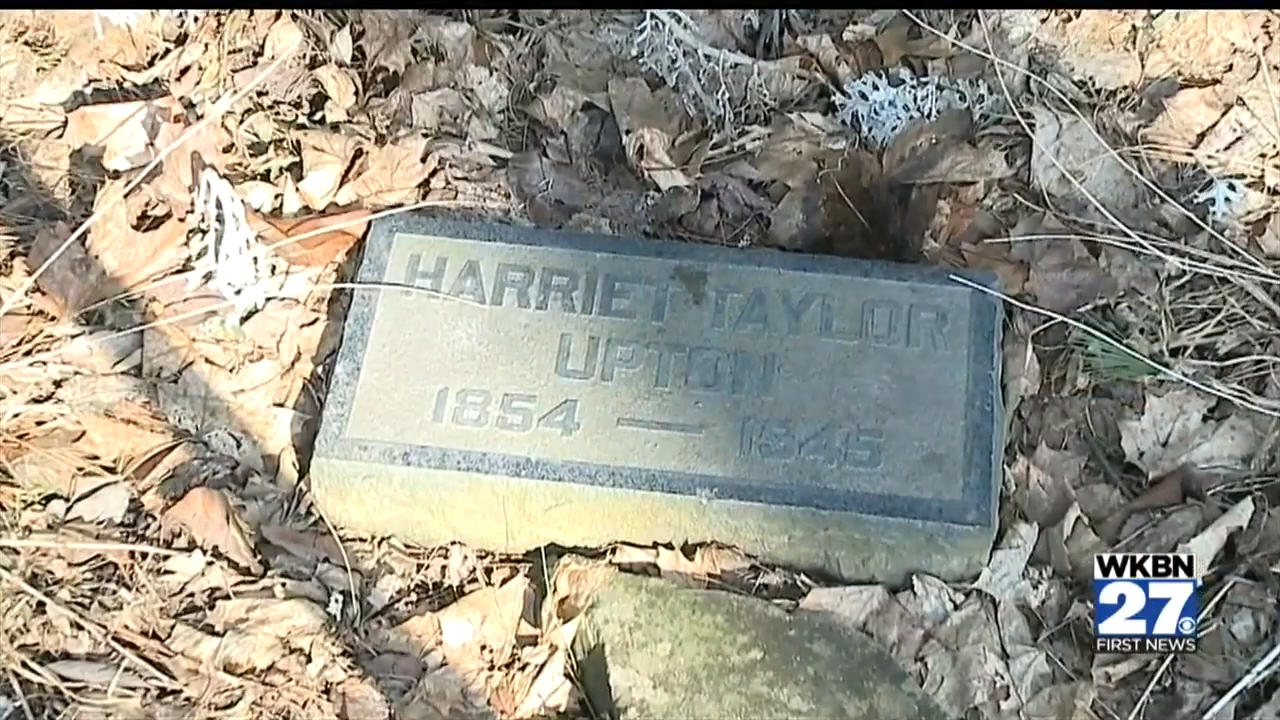 HARRIET TAYLOR
UPTON
1854 — 1945
WKBN
27
FIRST NEWS